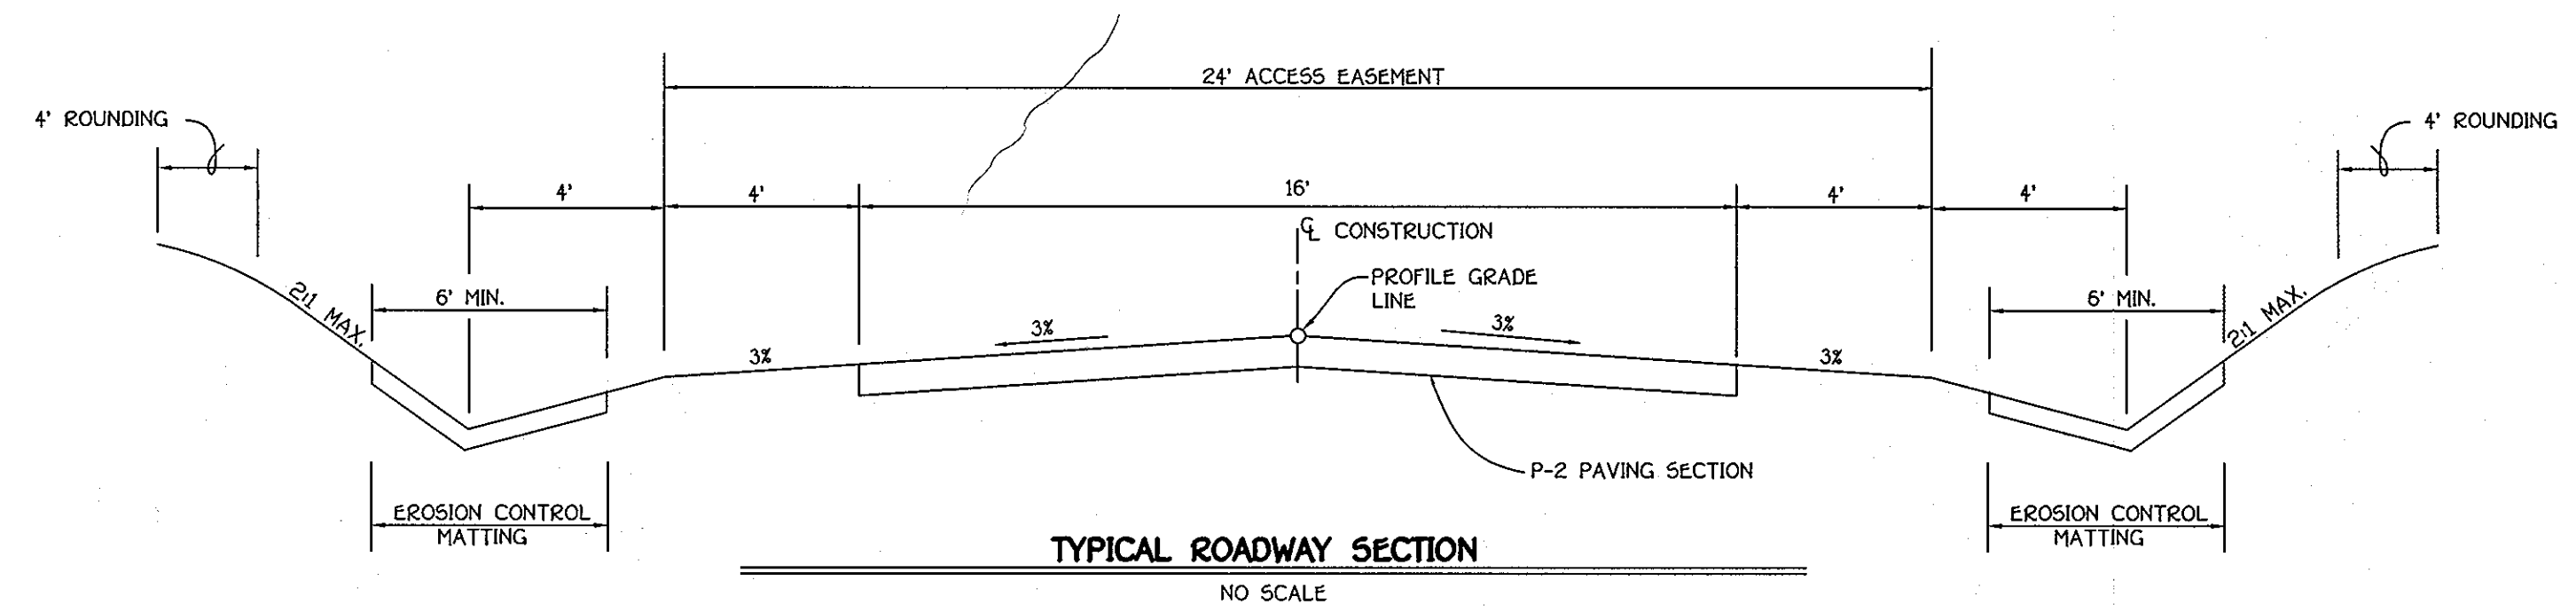 24' ACCESS EASEMENT
4' ROUNDING
4' ROUNDING
4'
4'
16'
4'
4'
℄ CONSTRUCTION
PROFILE GRADE
LINE
2:1 MAX.
6' MIN.
3%
3%
3%
3%
6' MIN.
2:1 MAX.
P-2 PAVING SECTION
EROSION CONTROL
MATTING
EROSION CONTROL
MATTING
TYPICAL ROADWAY SECTION
NO SCALE